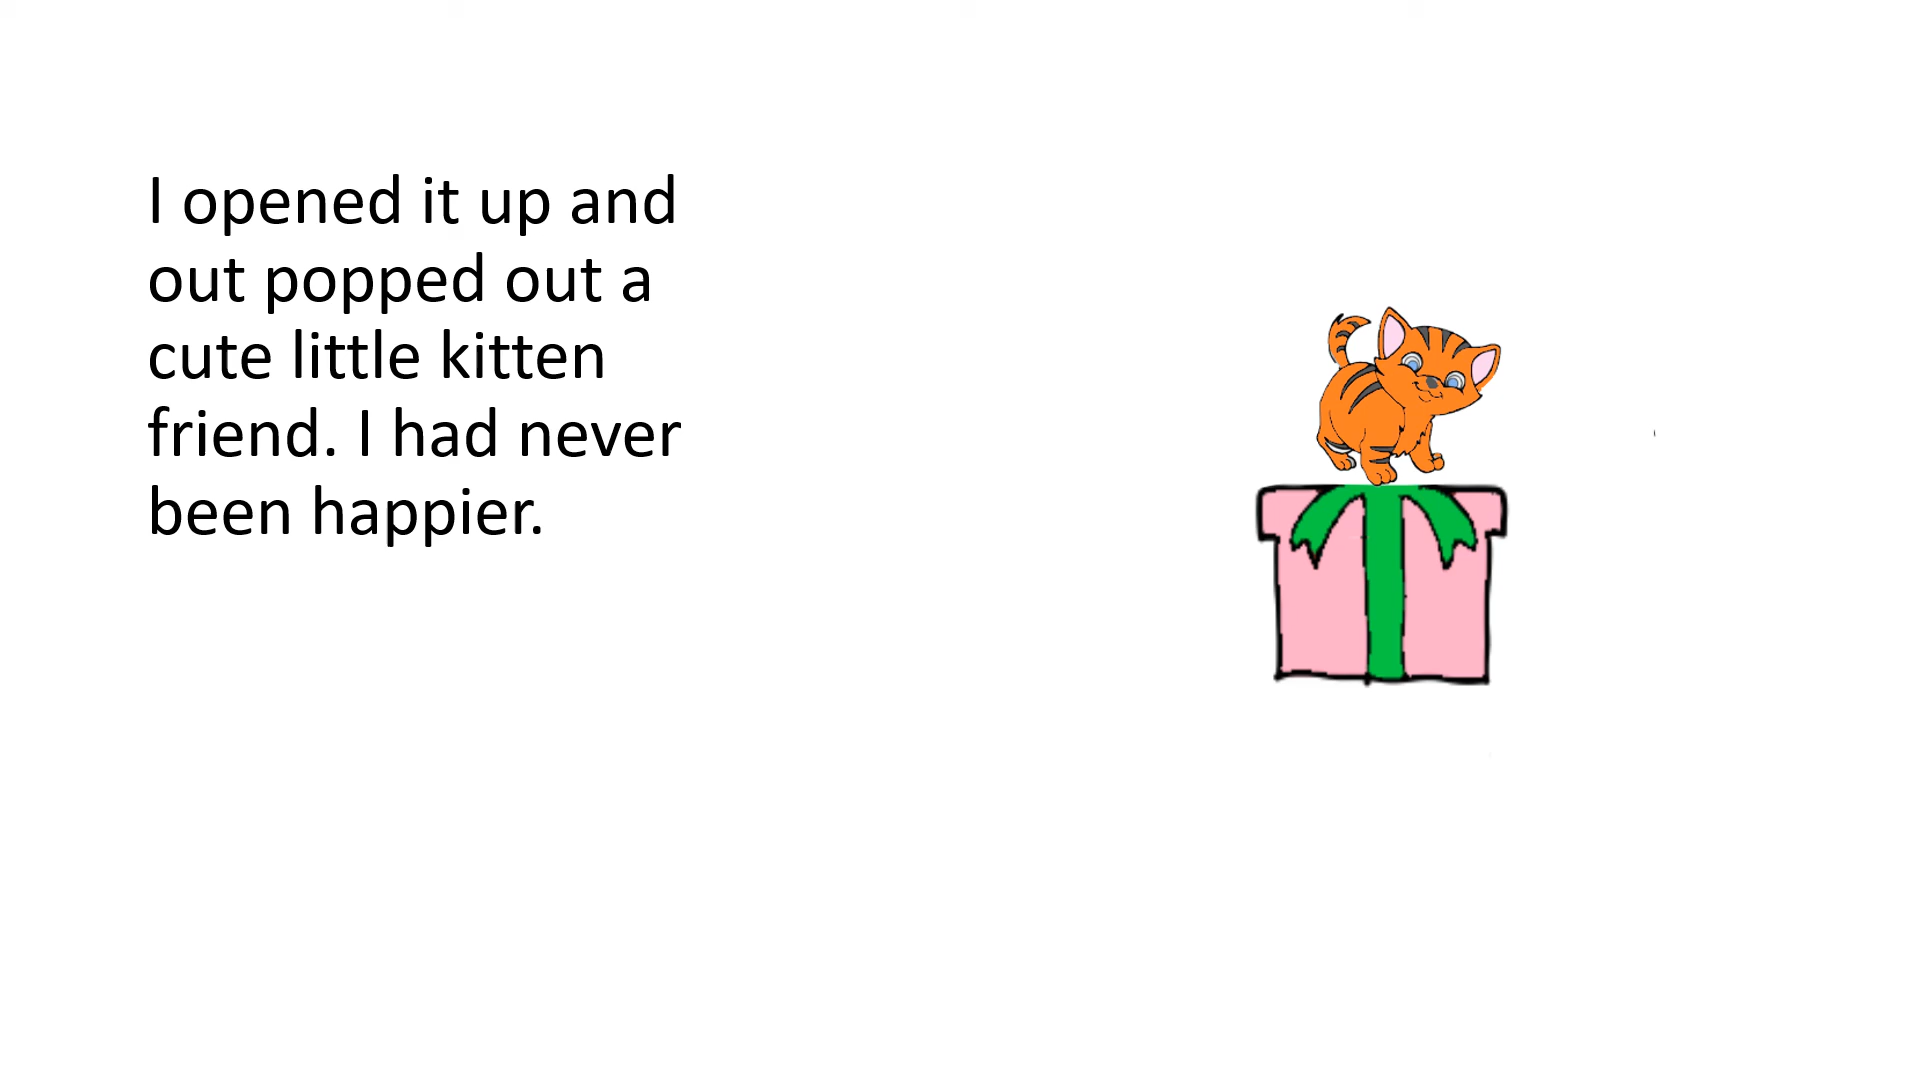 I opened it up and
out popped out a
cute little kitten
friend. I had never
been happier.